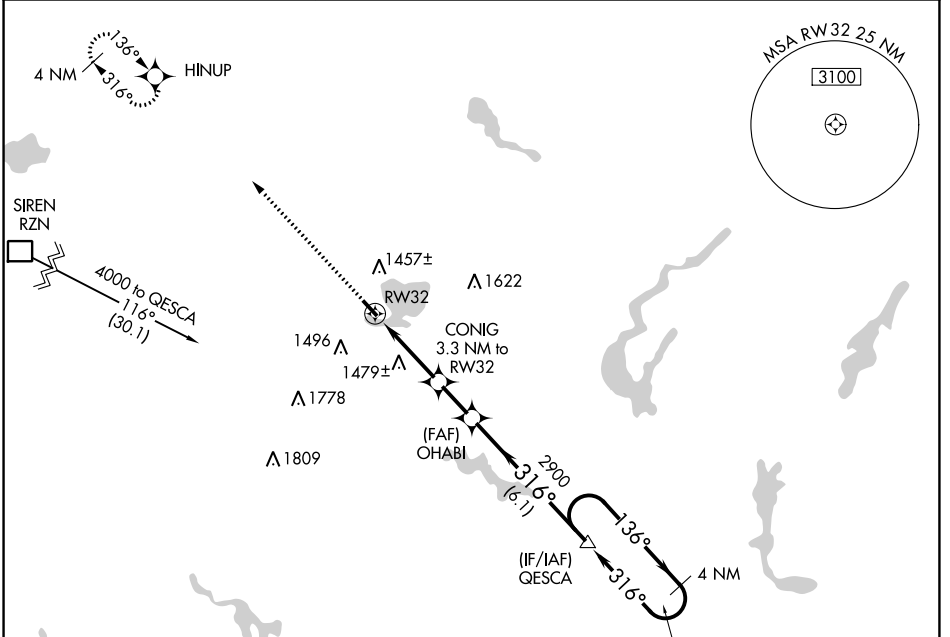 136°
4 NM
316°
HINUP
MSA RW32 25 NM
3100
SIREN
RZN
4000 to QESCA
116°
(30.1)
1457±
1622
RW32
CONIG
3.3 NM to
RW32
1496
1479±
1778
1809
(FAF)
OHABI
2900
316°
(6.1)
136°
(IF/IAF)
QESCA
316°
4 NM